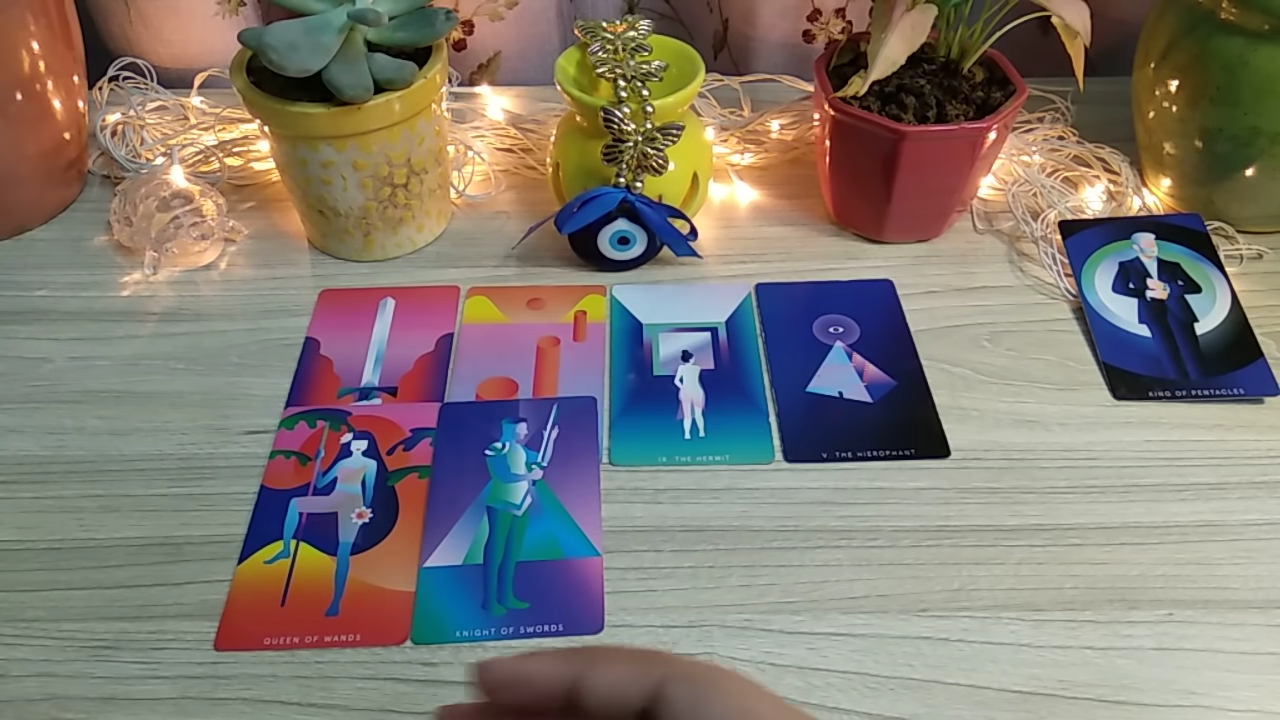 KING OF PENTACLES
IX. THE HERMIT
V. THE HIEROPHANT
QUEEN OF WANDS
KNIGHT OF SWORDS